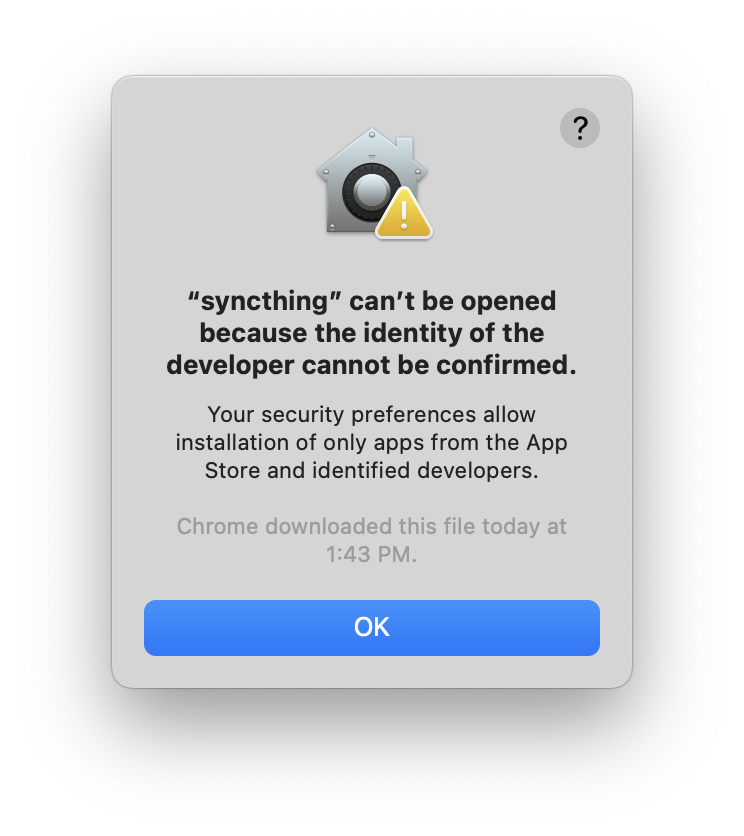 ?
“syncthing” can’t be opened
because the identity of the
developer cannot be confirmed.
Your security preferences allow
installation of only apps from the App
Store and identified developers.
Chrome downloaded this file today at
1:43 PM.
OK